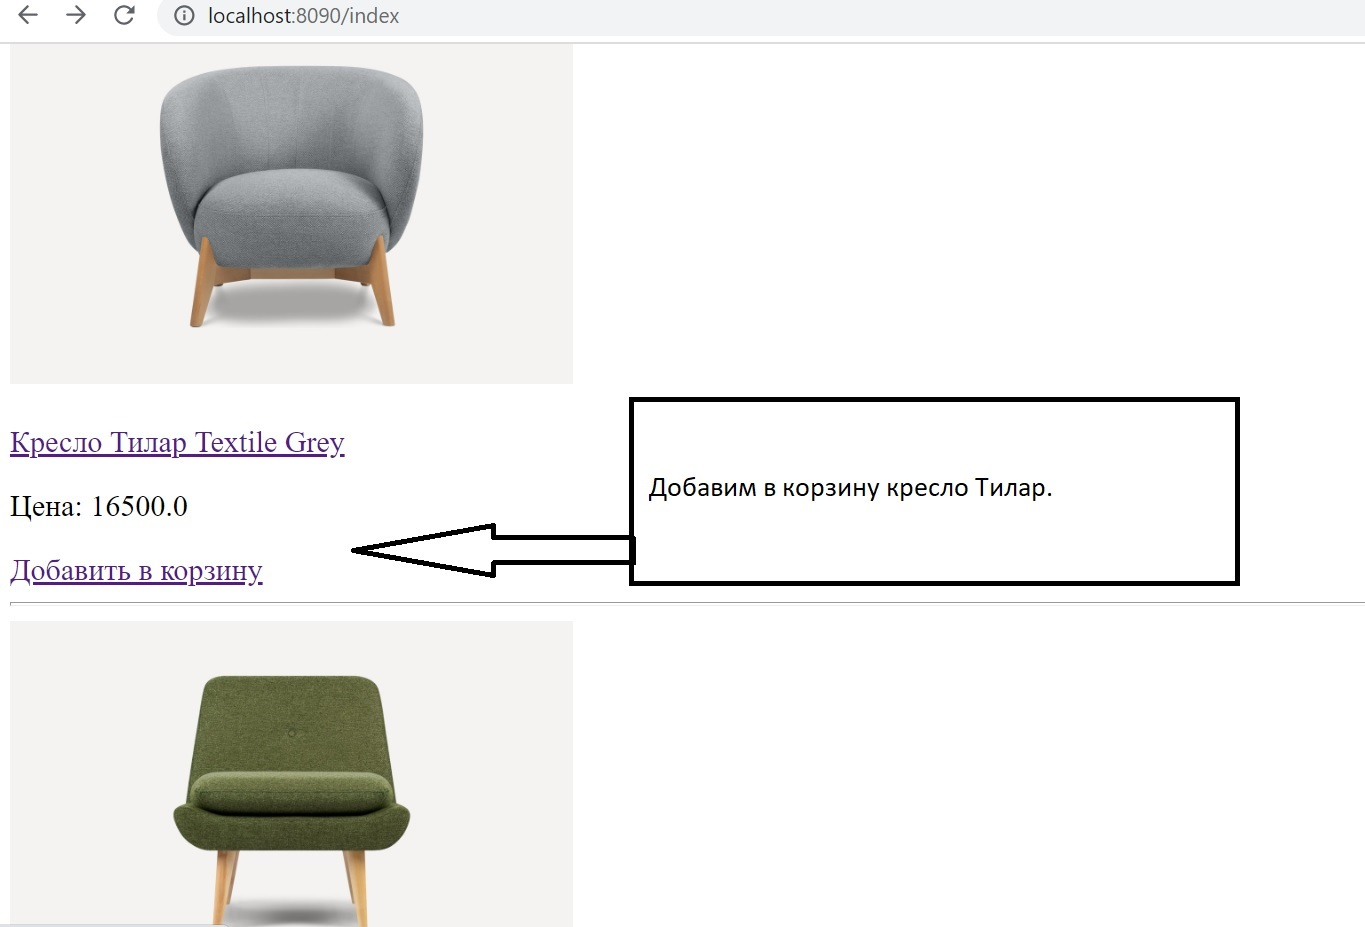 localhost:8090/index
Кресло Тилар Textile Grey
Цена: 16500.0
Добавить в корзину
Добавим в корзину кресло Тилар.